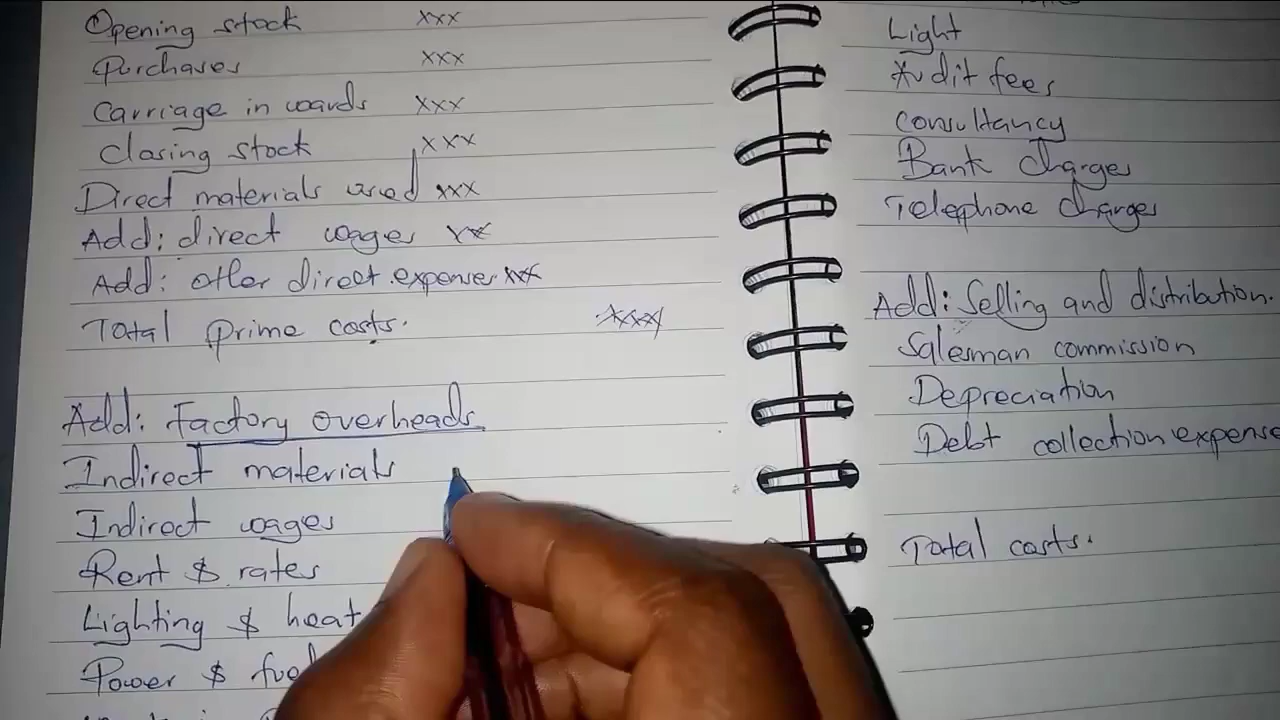 Opening stock xxx
Purchases xxx
Carriage in wards xxx
Closing stock xxx
Direct materials used xxx
Add: direct wages xx
Add: other direct expenses xxx
Total prime costs. xxxx
Add: Factory overheads
Indirect materials
Indirect wages
Rent $ rates
Lighting $ heat
Power $ fuel
Light
Audit fees
Consultancy
Bank charges
Telephone charges
Add: Selling and distribution.
Salesman commission
Depreciation
Debt collection expense
Total costs.